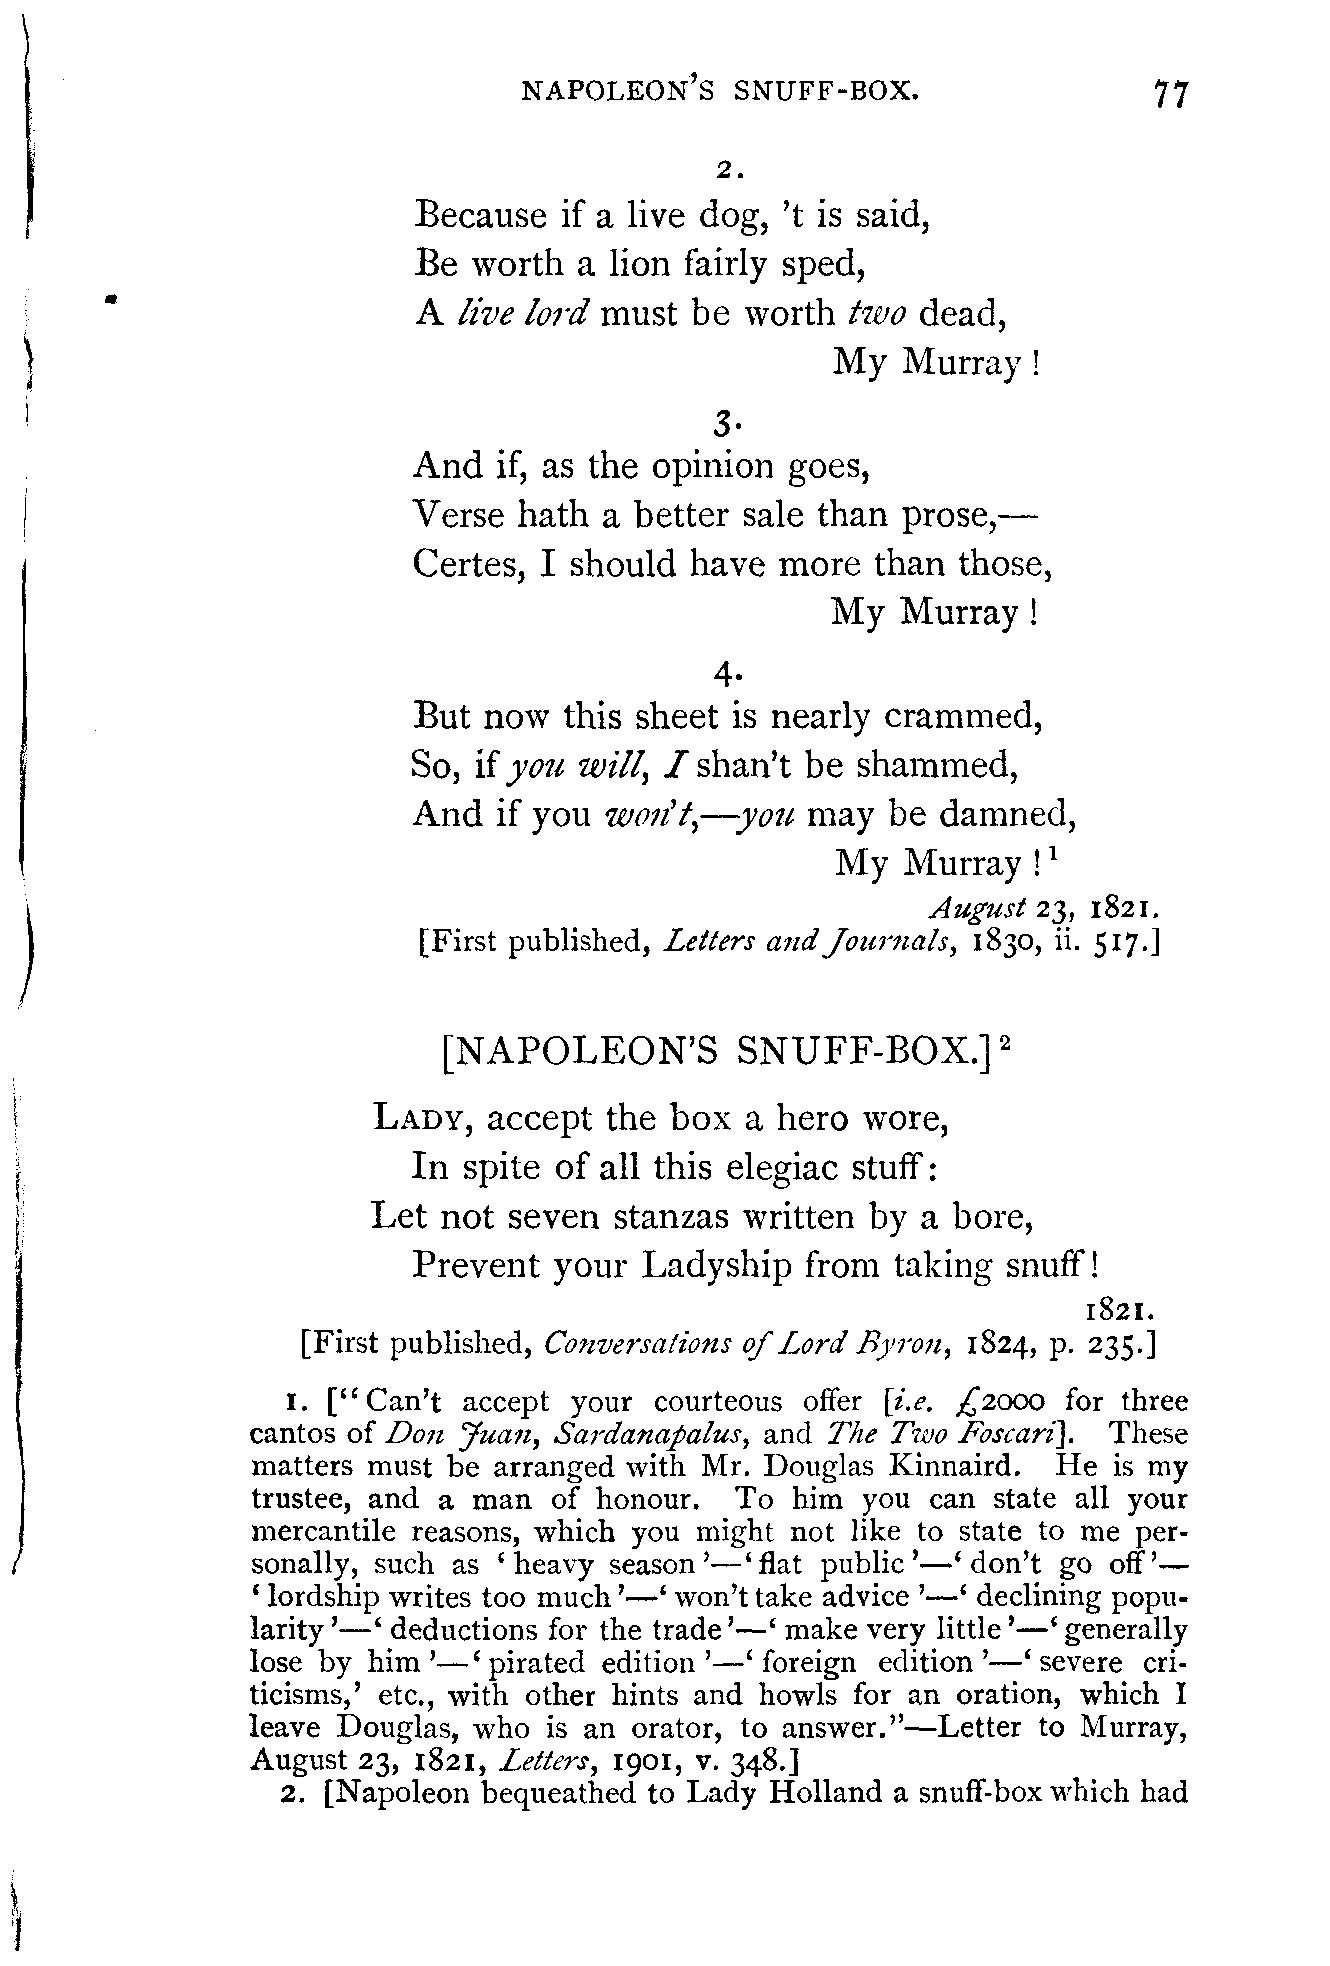 NAPOLEON'S SNUFF-BOX. 77
2.
Because if a live dog, 't is said,
Be worth a lion fairly sped,
A live lord must be worth two dead,
My Murray!
3.
And if, as the opinion goes,
Verse hath a better sale than prose,—
Certes, I should have more than those,
My Murray!
4.
But now this sheet is nearly crammed,
So, if you will, I shan't be shammed,
And if you won't,—you may be damned,
My Murray!¹
August 23, 1821.
[First published, Letters and Journals, 1830, ii. 517.]
[NAPOLEON'S SNUFF-BOX.]²
LADY, accept the box a hero wore,
In spite of all this elegiac stuff:
Let not seven stanzas written by a bore,
Prevent your Ladyship from taking snuff!
1821.
[First published, Conversations of Lord Byron, 1824, p. 235.]
1. ["Can't accept your courteous offer [i.e. £2000 for three
cantos of Don Juan, Sardanapalus, and The Two Foscari]. These
matters must be arranged with Mr. Douglas Kinnaird. He is my
trustee, and a man of honour. To him you can state all your
mercantile reasons, which you might not like to state to me per-
sonally, such as 'heavy season'—'flat public'—'don't go off'—
'lordship writes too much'—'won't take advice'—'declining popu-
larity'—'deductions for the trade'—'make very little'—'generally
lose by him'—'pirated edition'—'foreign edition'—'severe cri-
ticisms,' etc., with other hints and howls for an oration, which I
leave Douglas, who is an orator, to answer."—Letter to Murray,
August 23, 1821, Letters, 1901, v. 348.]
2. [Napoleon bequeathed to Lady Holland a snuff-box which had